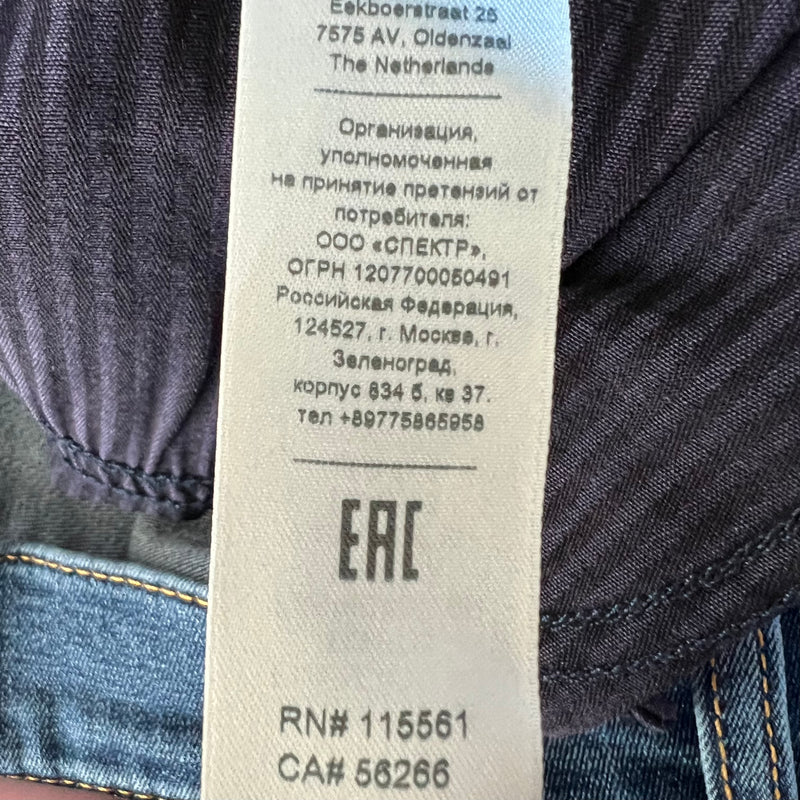 Eekboerstraat 25
7575 AV, Oldenzaal
The Netherlands
Организация,
уполномоченная
на принятие претензий от
потребителя:
ООО «СПЕКТР»,
ОГРН 1207700050491
Российская Федерация,
124527, г. Москва, г.
Зеленоград,
корпус 834 б, кв 37.
тел +89775865958
EAC
RN# 115561
CA# 56266